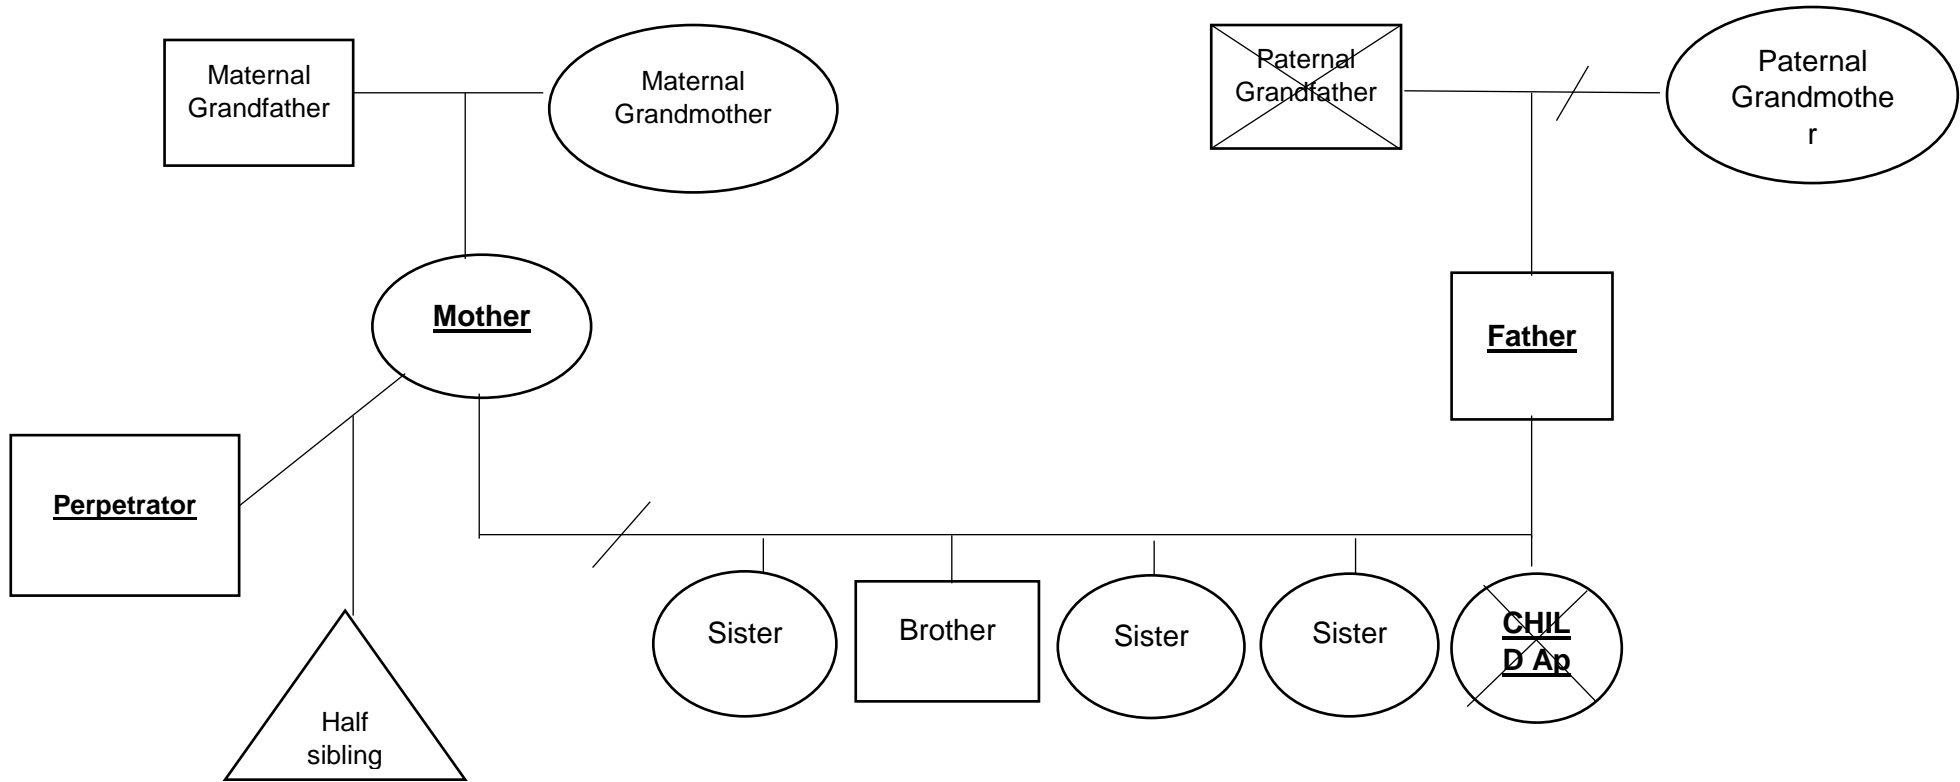 Maternal
Grandfather
Maternal
Grandmother
Paternal
Grandfather
Paternal
Grandmothe
r
Mother
Father
Perpetrator
Sister
Brother
Sister
Sister
CHIL
D Ap
Half
sibling